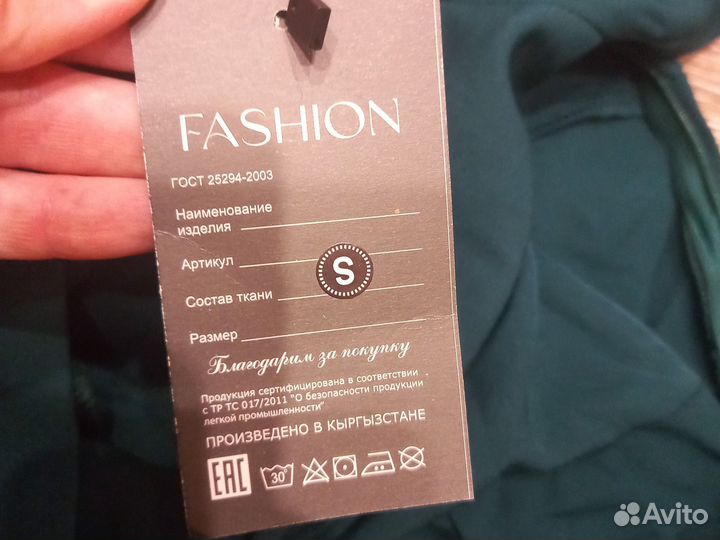 FASHION
ГОСТ 25294-2003
Наименование
изделия
Артикул
S
Состав ткани
Размер
Благодарим за покупку
Продукция сертифицирована в соответствии
с ТР ТС 017/2011 "О безопасности продукции
легкой промышленности"
ПРОИЗВЕДЕНО В КЫРГЫЗСТАНЕ
EAC 30°
Avito